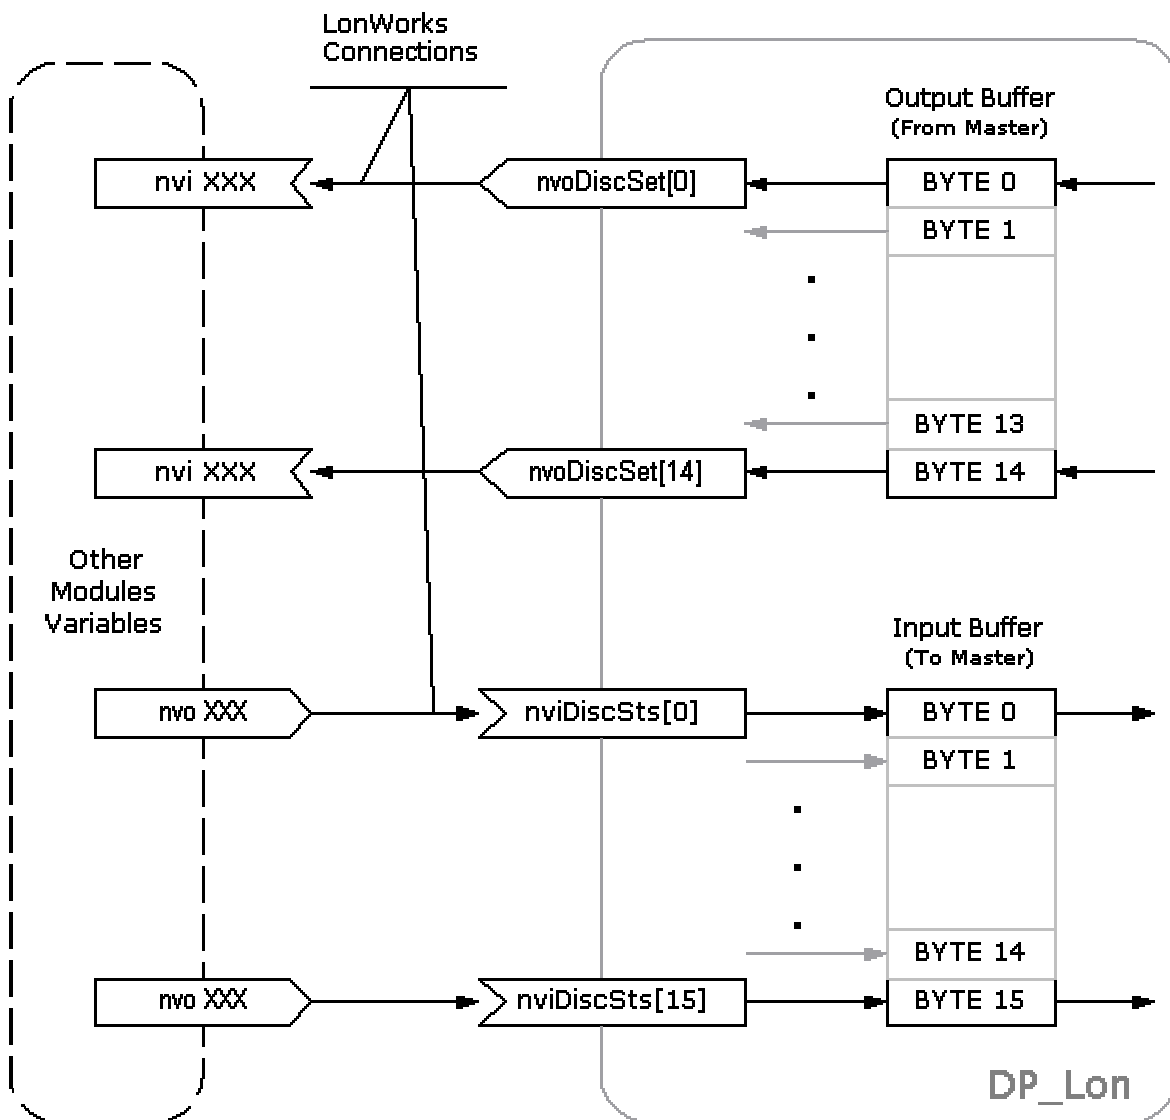 LonWorks
Connections
Output Buffer
(From Master)
nvi XXX
nvoDiscSet[0]
BYTE 0
BYTE 1
BYTE 13
nvi XXX
nvoDiscSet[14]
BYTE 14
Other
Modules
Variables
Input Buffer
(To Master)
nvo XXX
nviDiscSts[0]
BYTE 0
BYTE 1
BYTE 14
nvo XXX
nviDiscSts[15]
BYTE 15
DP_Lon